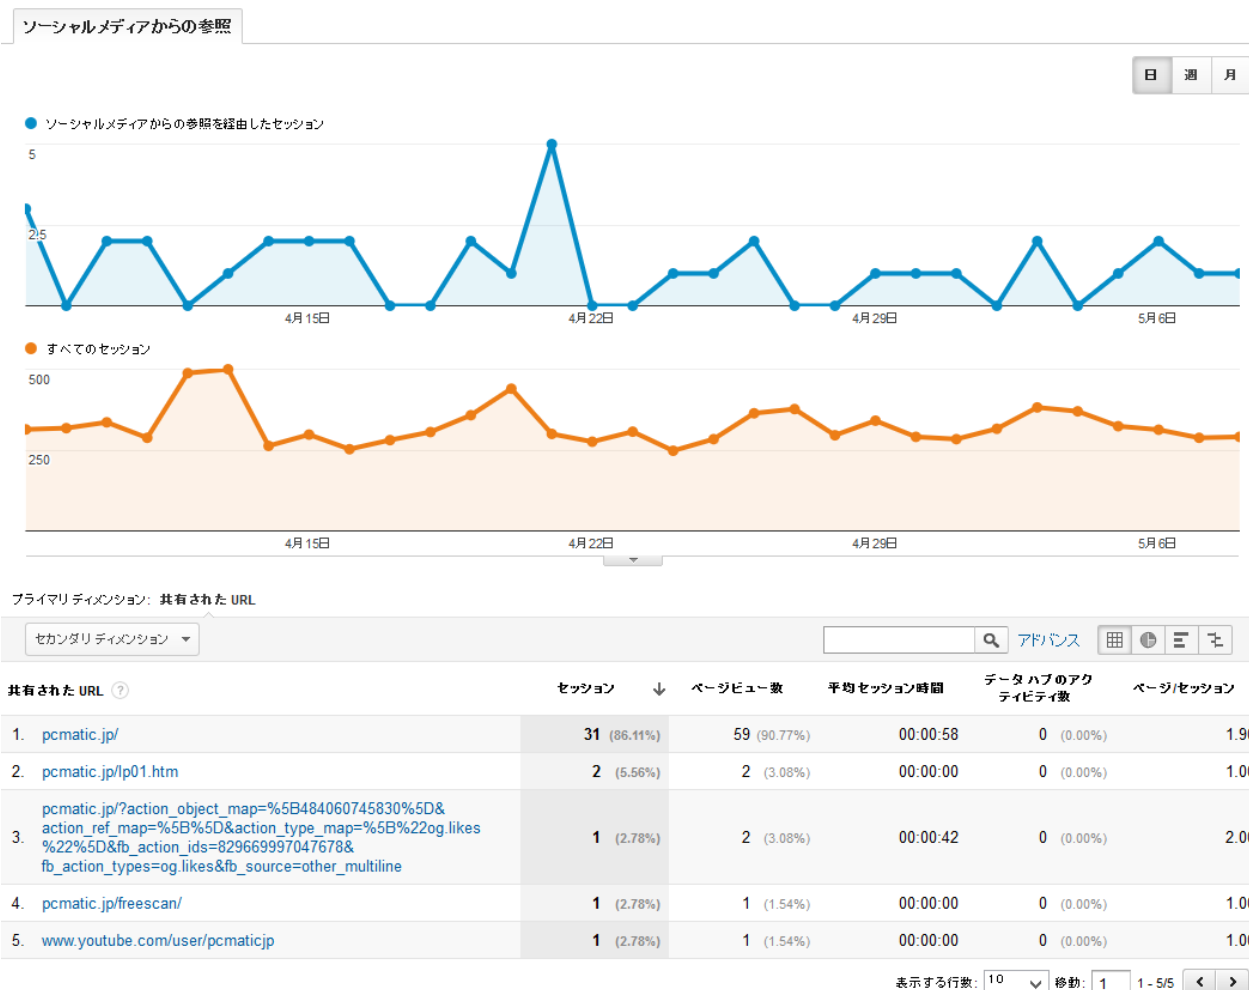 ソーシャルメディアからの参照
日 週 月
ソーシャルメディアからの参照を経由したセッション
5
2.5
4月15日 4月22日 4月29日 5月6日
すべてのセッション
500
250
4月15日 4月22日 4月29日 5月6日
プライマリ ディメンション: 共有された URL
セカンダリ ディメンション アドバンス
共有された URL ? セッション ページビュー数 平均セッション時間 データ ハブのアク
ティビティ数 ページ/セッション
1. pcmatic.jp/ 31 (86.11%) 59 (90.77%) 00:00:58 0 (0.00%) 1.90
2. pcmatic.jp/lp01.htm 2 (5.56%) 2 (3.08%) 00:00:00 0 (0.00%) 1.00
pcmatic.jp/?action_object_map=%5B484060745830%5D&
action_ref_map=%5B%5D&action_type_map=%5B%22og.likes
3. %22%5D&fb_action_ids=829669997047678& 1 (2.78%) 2 (3.08%) 00:00:42 0 (0.00%) 2.00
fb_action_types=og.likes&fb_source=other_multiline
4. pcmatic.jp/freescan/ 1 (2.78%) 1 (1.54%) 00:00:00 0 (0.00%) 1.00
5. www.youtube.com/user/pcmaticjp 1 (2.78%) 1 (1.54%) 00:00:00 0 (0.00%) 1.00
表示する行数: 10 移動: 1 1 - 5/5